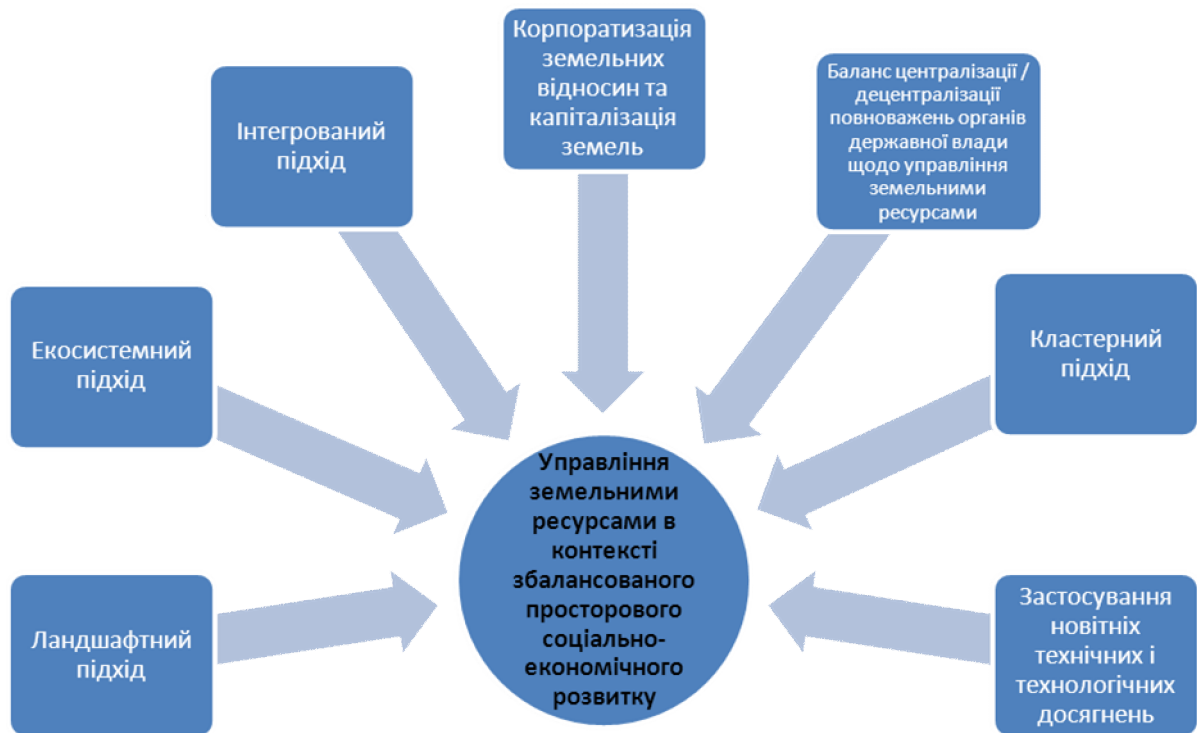 Корпоратизація
земельних
відносин та
капіталізація
земель
Баланс централізації /
децентралізації
повноважень органів
державної влади
щодо управління
земельними
ресурсами
Інтегрований
підхід
Екосистемний
підхід
Кластерний
підхід
Управління
земельними
ресурсами в
контексті
збалансованого
просторового
соціально-
економічного
розвитку
Ландшафтний
підхід
Застосування
новітніх
технічних і
технологічних
досягнень